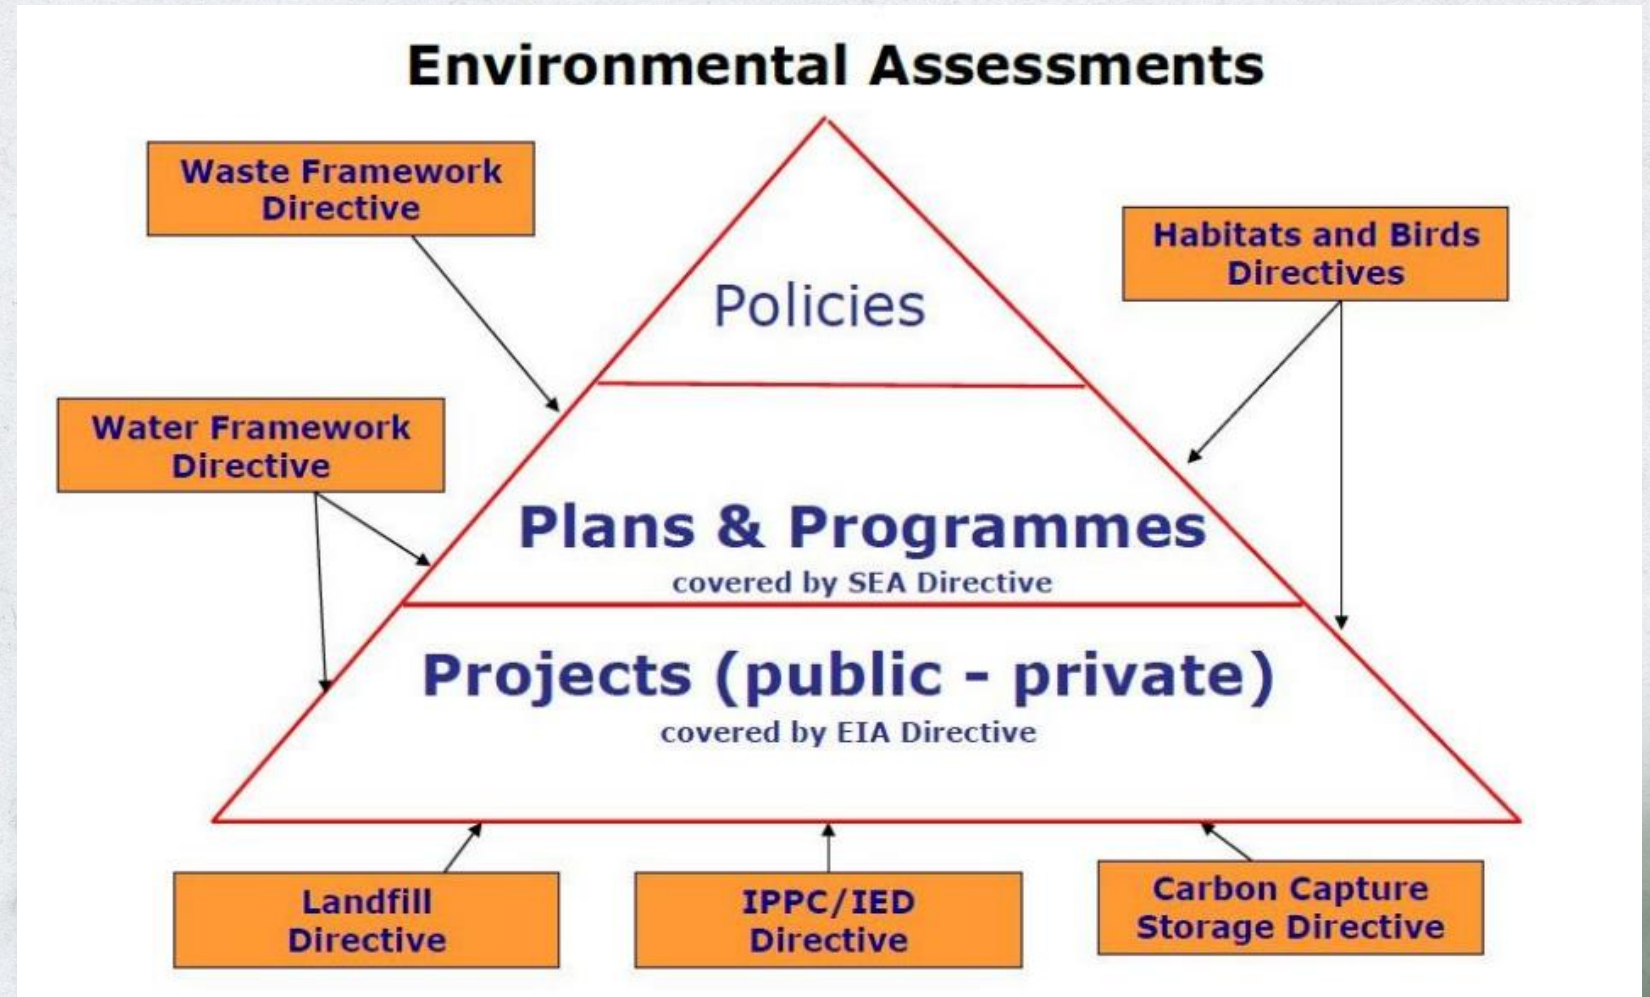 Environmental Assessments
Waste Framework
Directive
Habitats and Birds
Directives
Policies
Water Framework
Directive
Plans & Programmes
covered by SEA Directive
Projects (public - private)
covered by EIA Directive
Landfill
Directive
IPPC/IED
Directive
Carbon Capture
Storage Directive